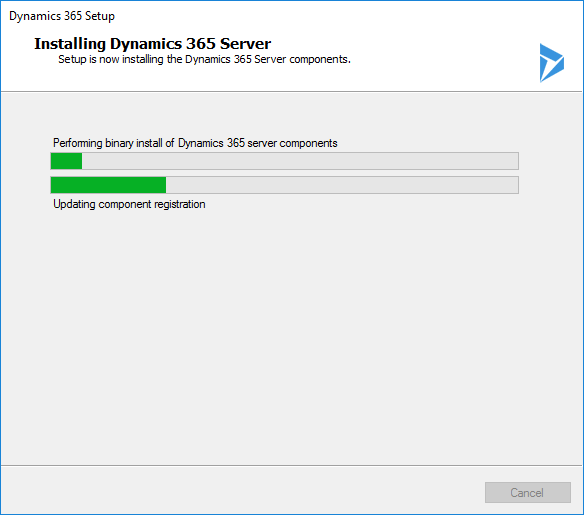 Dynamics 365 Setup
Installing Dynamics 365 Server
Setup is now installing the Dynamics 365 Server components.
Performing binary install of Dynamics 365 server components
Updating component registration
Cancel